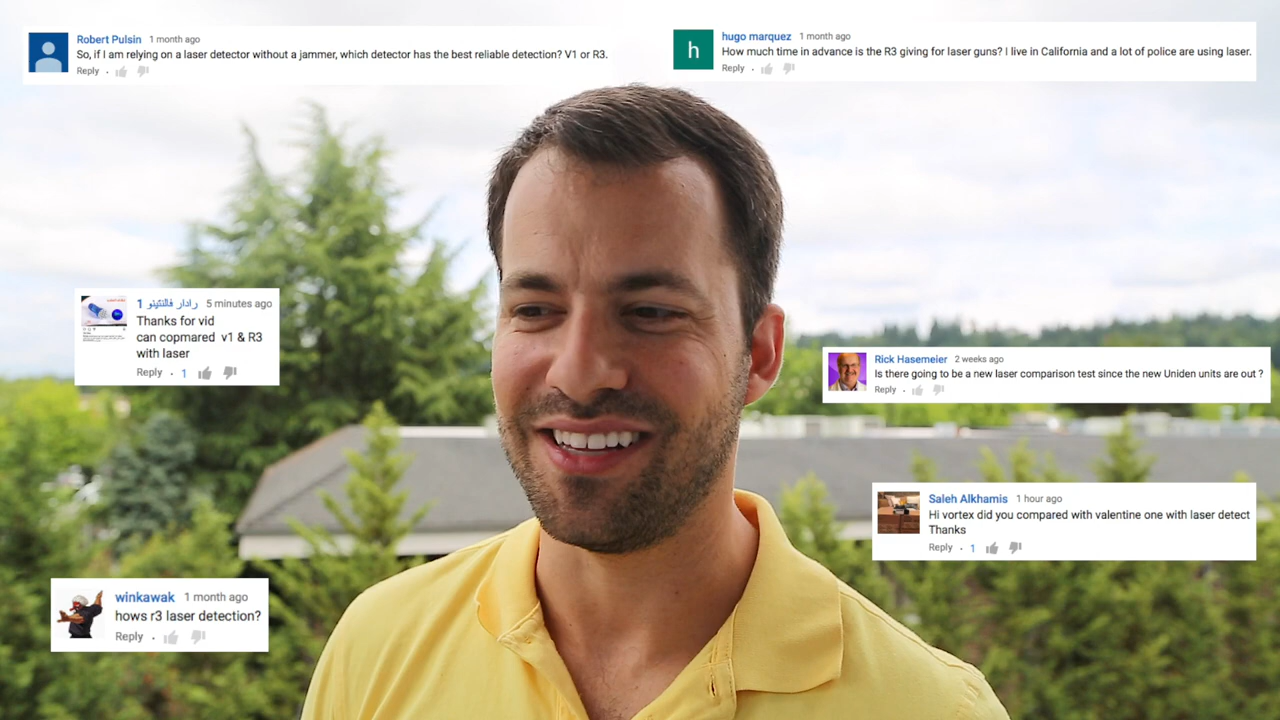 Robert Pulsin 1 month ago
So, if I am relying on a laser detector without a jammer, which detector has the best reliable detection? V1 or R3.
Reply
h
hugo marquez 1 month ago
How much time in advance is the R3 giving for laser guns? I live in California and a lot of police are using laser.
Reply
رادار فالنتينو 1 5 minutes ago
Thanks for vid
can copmared v1 & R3
with laser
Reply · 1
Rick Hasemeier 2 weeks ago
Is there going to be a new laser comparison test since the new Uniden units are out ?
Reply
Saleh Alkhamis 1 hour ago
Hi vortex did you compared with valentine one with laser detect
Thanks
Reply · 1
winkawak 1 month ago
hows r3 laser detection?
Reply